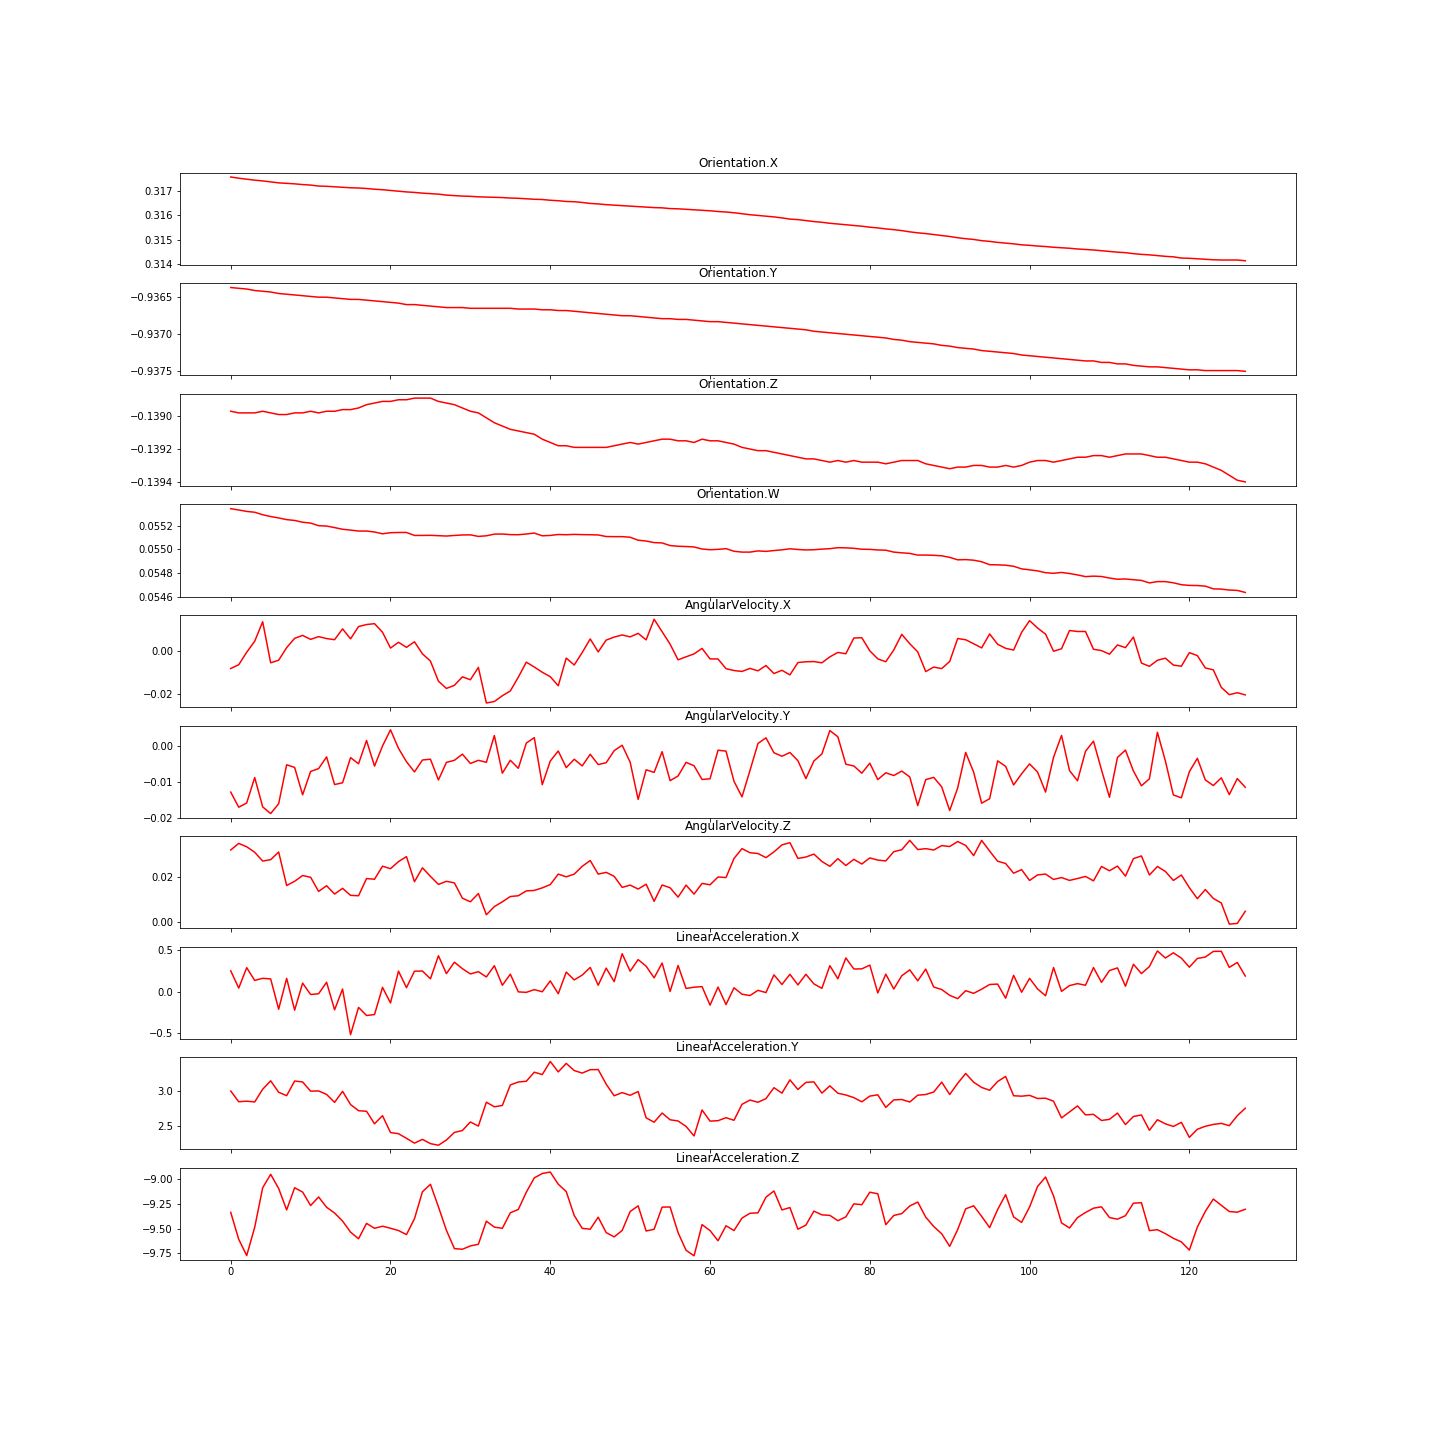 Orientation.X
0.317
0.316
0.315
0.314
Orientation.Y
−0.9365
−0.9370
−0.9375
Orientation.Z
−0.1390
−0.1392
−0.1394
Orientation.W
0.0552
0.0550
0.0548
0.0546
AngularVelocity.X
0.00
−0.02
AngularVelocity.Y
0.00
−0.01
−0.02
AngularVelocity.Z
0.02
0.00
LinearAcceleration.X
0.5
0.0
−0.5
LinearAcceleration.Y
3.0
2.5
LinearAcceleration.Z
−9.00
−9.25
−9.50
−9.75
0 20 40 60 80 100 120